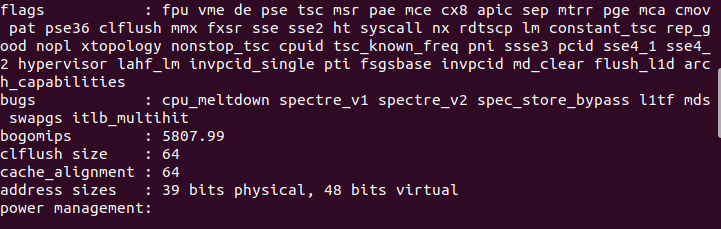 flags           : fpu vme de pse tsc msr pae mce cx8 apic sep mtrr pge mca cmov
 pat pse36 clflush mmx fxsr sse sse2 ht syscall nx rdtscp lm constant_tsc rep_g
ood nopl xtopology nonstop_tsc cpuid tsc_known_freq pni ssse3 pcid sse4_1 sse4_
2 hypervisor lahf_lm invpcid_single pti fsgsbase invpcid md_clear flush_l1d arc
h_capabilities
bugs            : cpu_meltdown spectre_v1 spectre_v2 spec_store_bypass l1tf mds
 swapgs itlb_multihit
bogomips        : 5807.99
clflush size    : 64
cache_alignment : 64
address sizes   : 39 bits physical, 48 bits virtual
power management: